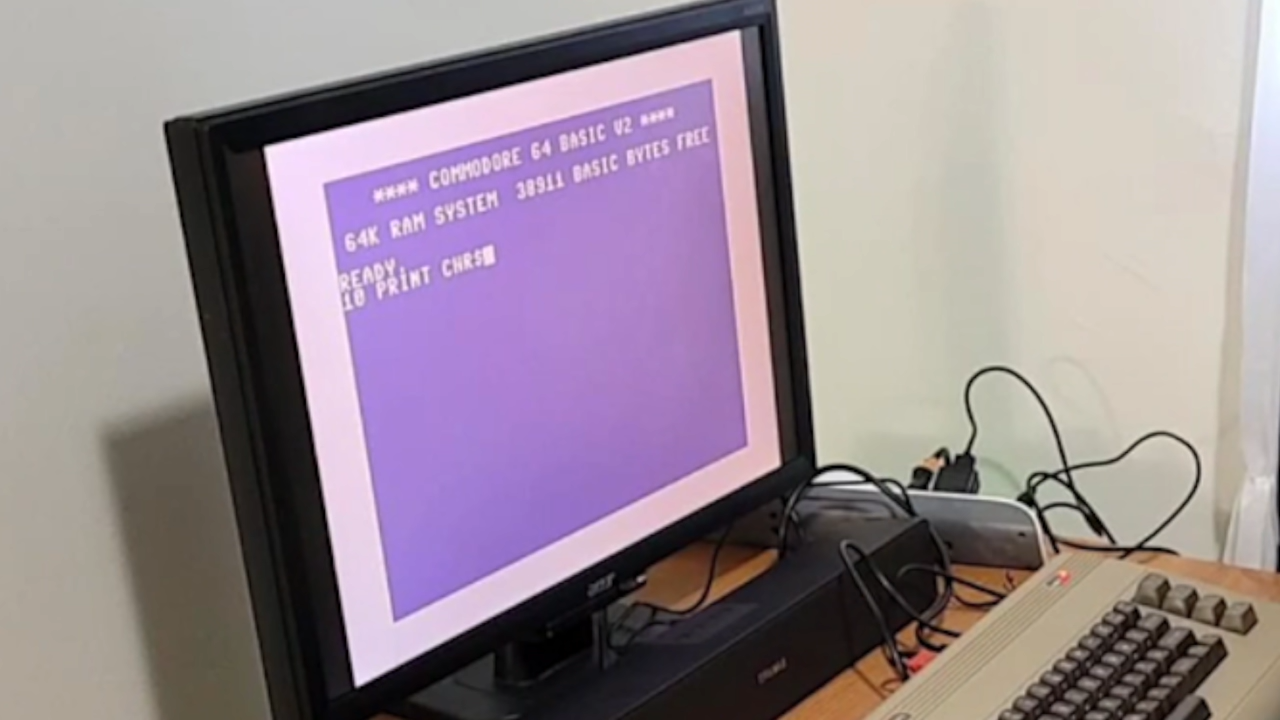 **** COMMODORE 64 BASIC V2 ****
64K RAM SYSTEM  38911 BASIC BYTES FREE
READY.
10 PRINT CHR$
acer